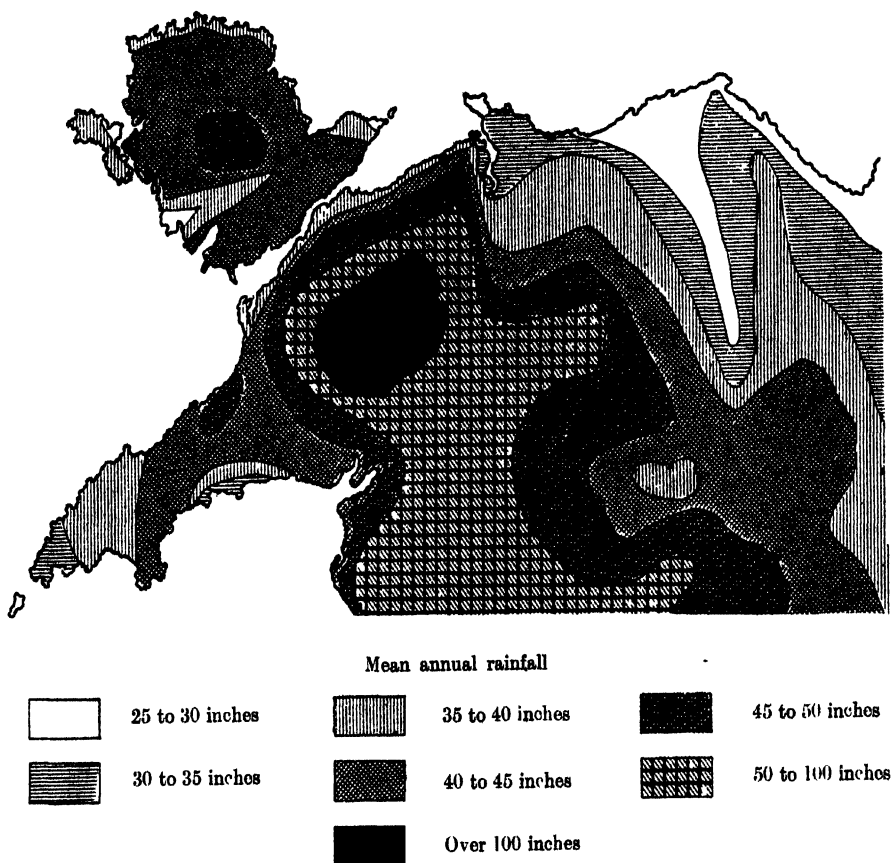 Mean annual rainfall
25 to 30 inches
35 to 40 inches
45 to 50 inches
30 to 35 inches
40 to 45 inches
50 to 100 inches
Over 100 inches